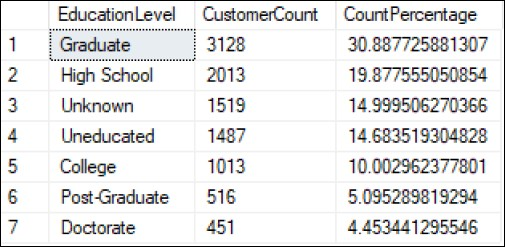 EducationLevel CustomerCount CountPercentage
1 Graduate 3128 30.887725881307
2 High School 2013 19.877555050854
3 Unknown 1519 14.999506270366
4 Uneducated 1487 14.683519304828
5 College 1013 10.002962377801
6 Post-Graduate 516 5.095289819294
7 Doctorate 451 4.453441295546